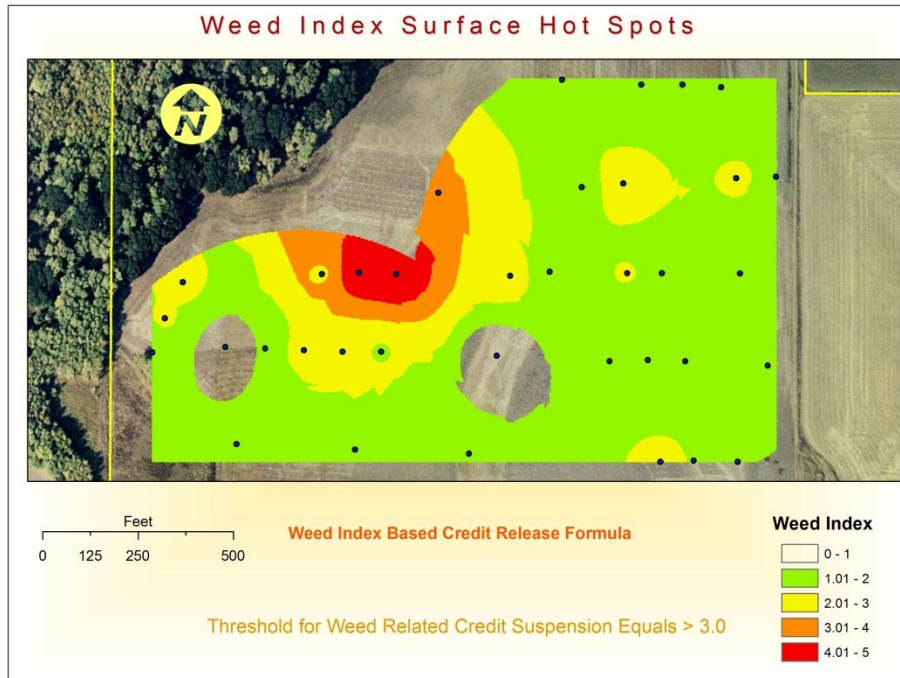 Weed Index Surface Hot Spots
N
Feet
0 125 250 500
Weed Index Based Credit Release Formula
Threshold for Weed Related Credit Suspension Equals > 3.0
Weed Index
0 - 1
1.01 - 2
2.01 - 3
3.01 - 4
4.01 - 5